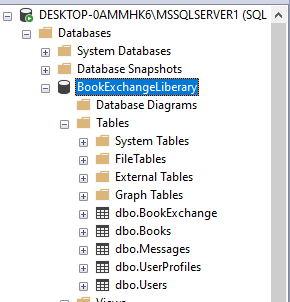 DESKTOP-0AMMHK6\MSSQLSERVER1 (SQL
Databases
System Databases
Database Snapshots
BookExchangeLiberary
Database Diagrams
Tables
System Tables
FileTables
External Tables
Graph Tables
dbo.BookExchange
dbo.Books
dbo.Messages
dbo.UserProfiles
dbo.Users
Views